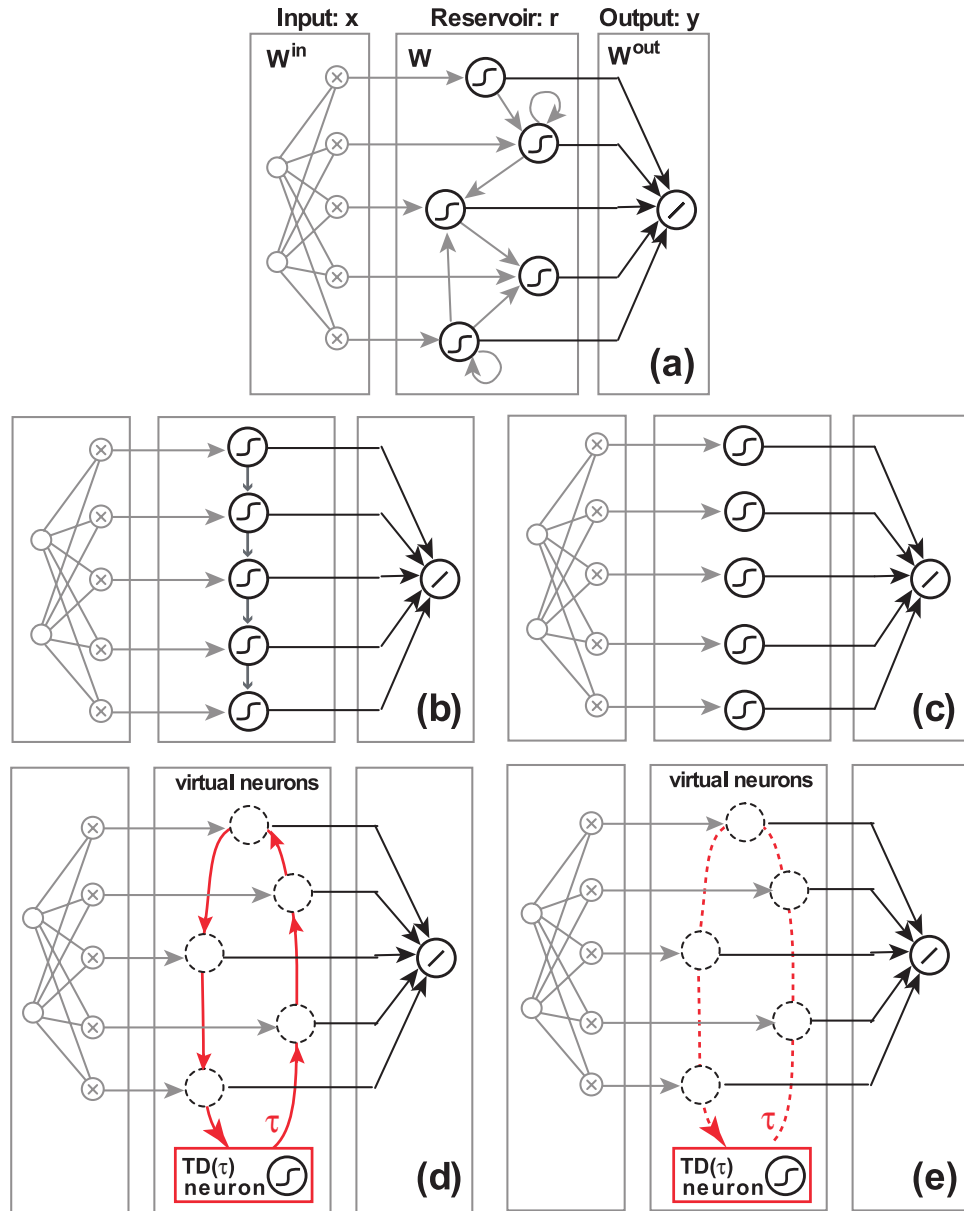 Input: x
Reservoir: r
Output: y
W^in
W
W^out
(a)
(b)
(c)
virtual neurons
τ
TD(τ)
neuron
(d)
virtual neurons
τ
TD(τ)
neuron
(e)